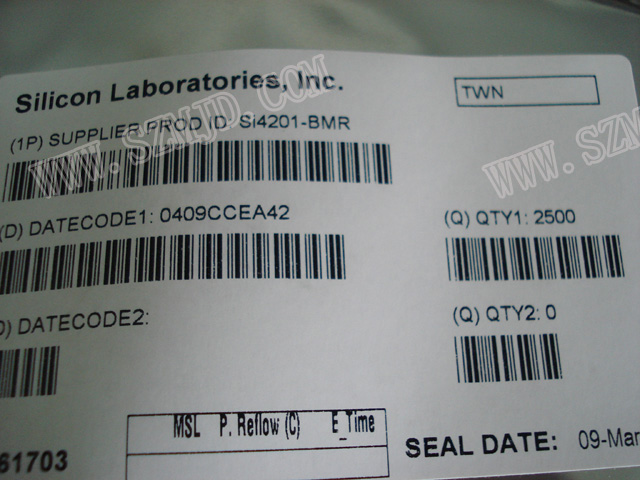 Silicon Laboratories, Inc.
TWN
(1P) SUPPLIER PROD ID: Si4201-BMR
WWW.SZMJD.COM
WWW.SZM
(D) DATECODE1: 0409CCEA42
(Q) QTY1: 2500
D) DATECODE2:
(Q) QTY2: 0
MSL P. Reflow (C) E_Time
61703
SEAL DATE: 09-Mar